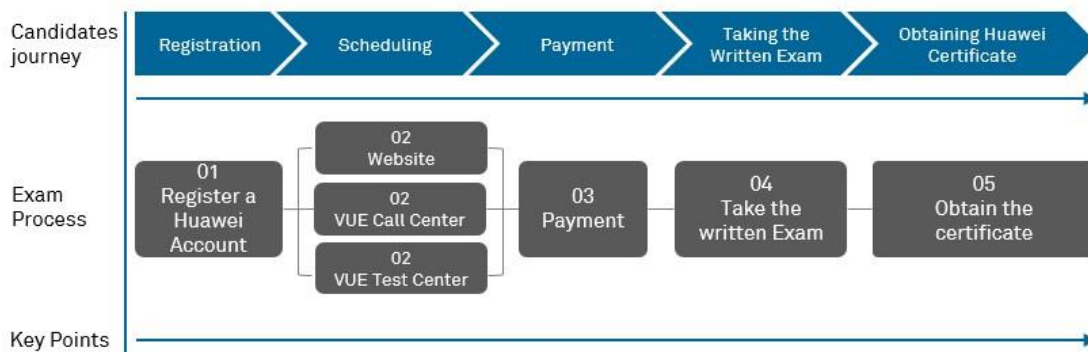 Candidates
journey
Registration
Scheduling
Payment
Taking the
Written Exam
Obtaining Huawei
Certificate
Exam
Process
01
Register a
Huawei
Account
02
Website
02
VUE Call Center
02
VUE Test Center
03
Payment
04
Take the
written Exam
05
Obtain the
certificate
Key Points